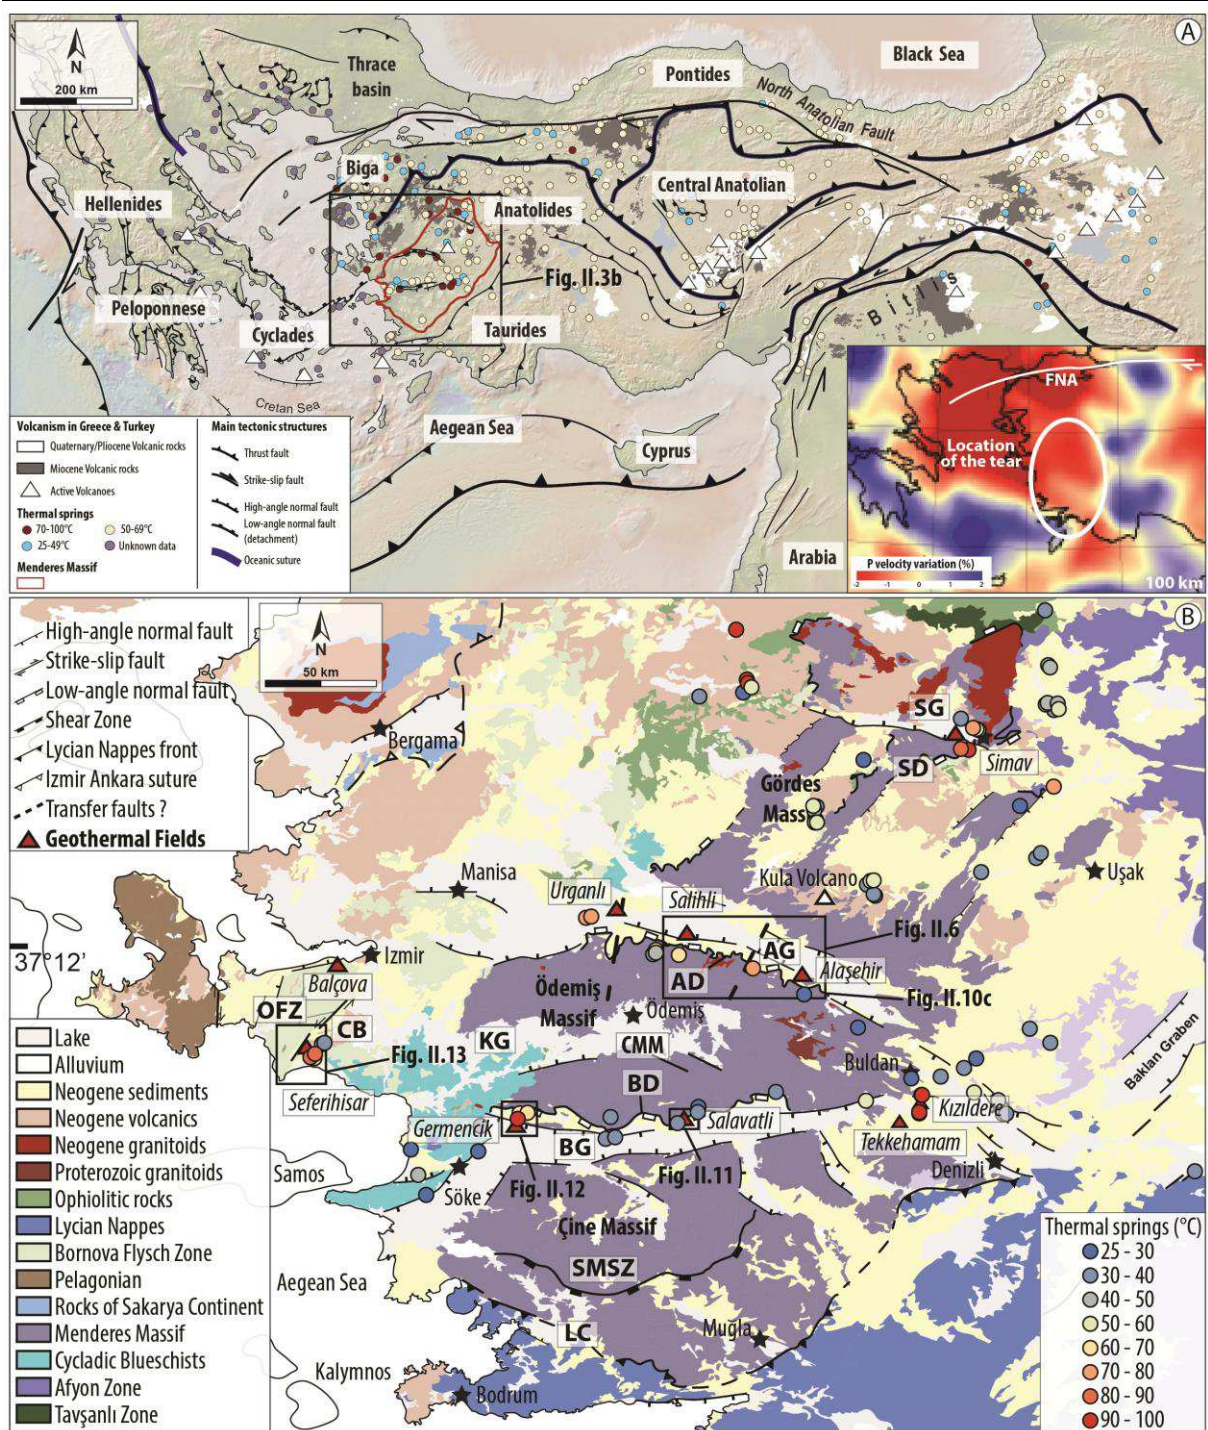 A
N
200 km
Thrace
basin
Pontides
Black Sea
North Anatolian Fault
Biga
Central Anatolian
Hellenides
Anatolides
Fig. II.3b
Peloponnese
Cyclades
Taurides
Bitlis
Cretan Sea
Aegean Sea
Cyprus
Arabia
FNA
Location
of the tear
P velocity variation (%)
-2 -1 0 1 2
100 km
Volcanism in Greece & Turkey
Quaternary/Pliocene Volcanic rocks
Miocene Volcanic rocks
Active Volcanoes
Thermal springs
70-100°C
50-69°C
25-49°C
Unknown data
Menderes Massif
Main tectonic structures
Thrust fault
Strike-slip fault
High-angle normal fault
Low-angle normal fault
(detachment)
Oceanic suture
B
High-angle normal fault
Strike-slip fault
Low-angle normal fault
Shear Zone
Lycian Nappes front
Izmir Ankara suture
Transfer faults ?
Geothermal Fields
N
50 km
Bergama
SG
SD
Simav
Gördes
Massif
Manisa
Urganlı
Salihli
Kula Volcano
Uşak
Fig. II.6
37°12'
Izmir
Balçova
AG
Alaşehir
AD
Ödemiş
Massif
Ödemiş
Fig. II.10c
OFZ
CB
KG
CMM
Fig. II.13
Buldan
Baklan Graben
Seferihisar
BD
Kızıldere
Germencik
Salavatli
Tekkehamam
BG
Denizli
Samos
Söke
Fig. II.12
Fig. II.11
Çine Massif
SMSZ
Aegean Sea
LC
Muğla
Kalymnos
Bodrum
Lake
Alluvium
Neogene sediments
Neogene volcanics
Neogene granitoids
Proterozoic granitoids
Ophiolitic rocks
Lycian Nappes
Bornova Flysch Zone
Pelagonian
Rocks of Sakarya Continent
Menderes Massif
Cycladic Blueschists
Afyon Zone
Tavşanlı Zone
Thermal springs (°C)
25 - 30
30 - 40
40 - 50
50 - 60
60 - 70
70 - 80
80 - 90
90 - 100